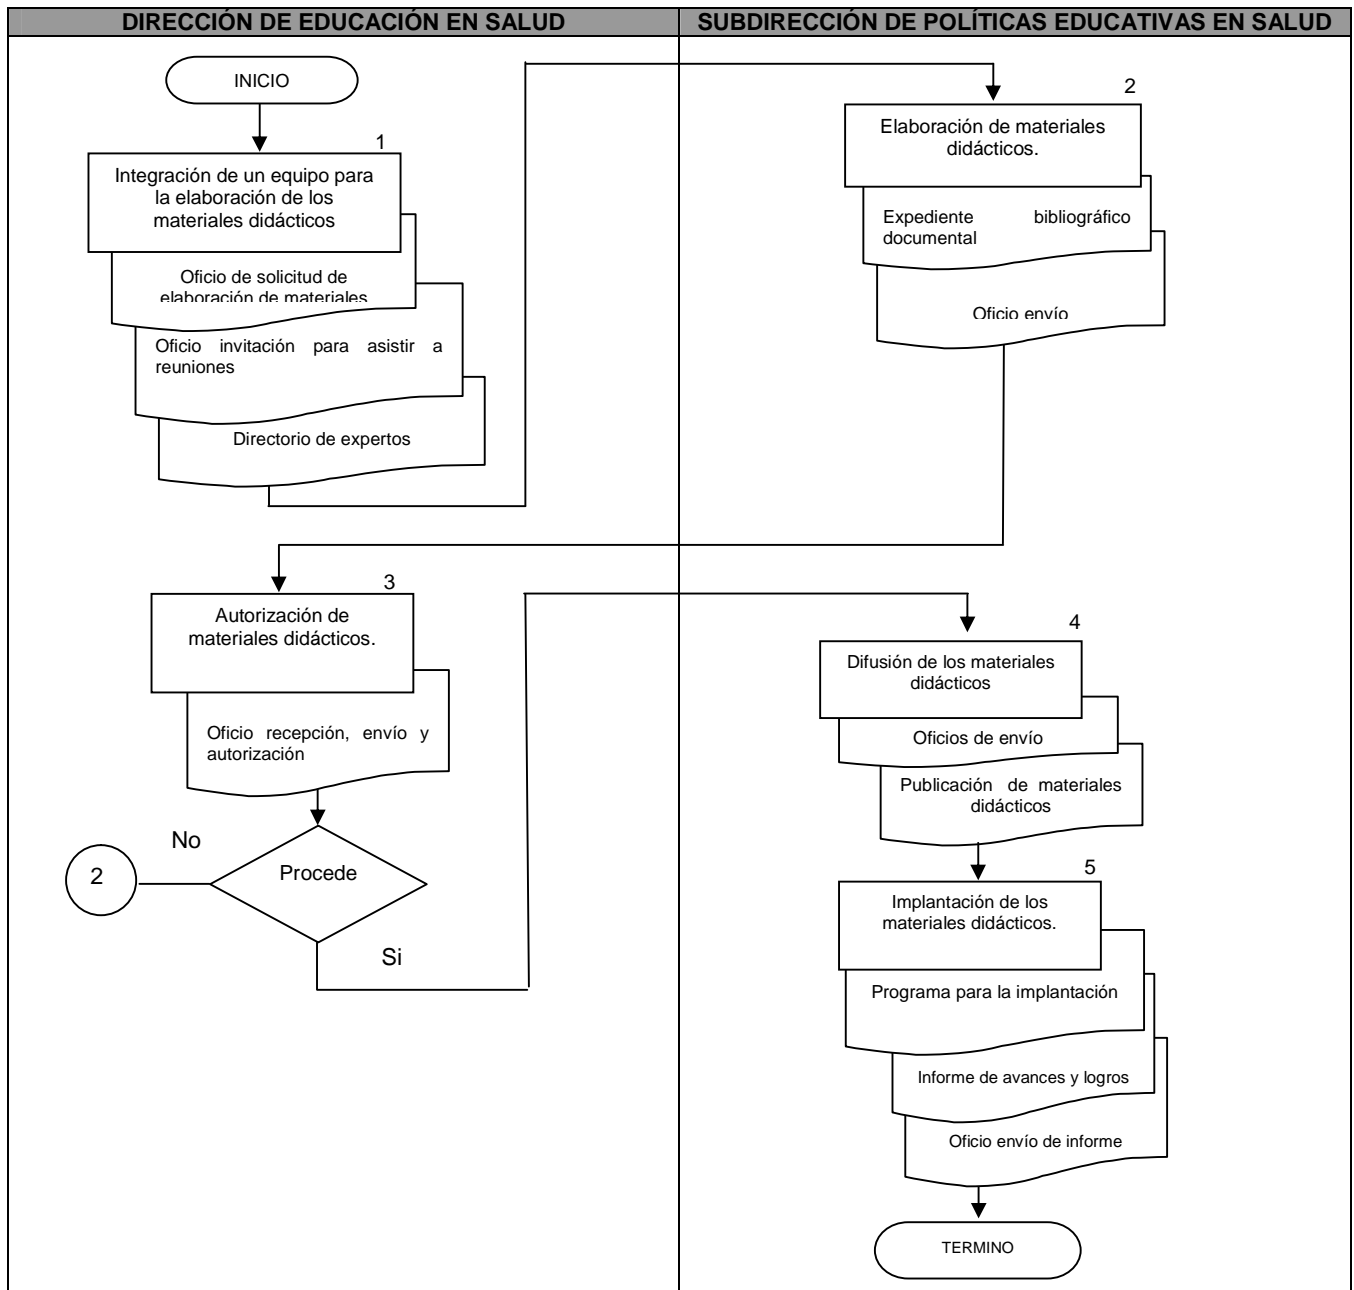 DIRECCIÓN DE EDUCACIÓN EN SALUD
SUBDIRECCIÓN DE POLÍTICAS EDUCATIVAS EN SALUD
INICIO
1
Integración de un equipo para
la elaboración de los
materiales didácticos
Oficio de solicitud de
elaboración de materiales
Oficio invitación para asistir a
reuniones
Directorio de expertos
2
Elaboración de materiales
didácticos.
Expediente bibliográfico
documental
Oficio envío
3
Autorización de
materiales didácticos.
Oficio recepción, envío y
autorización
No
2
Procede
Si
4
Difusión de los materiales
didácticos
Oficios de envío
Publicación de materiales
didácticos
5
Implantación de los
materiales didácticos.
Programa para la implantación
Informe de avances y logros
Oficio envío de informe
TERMINO